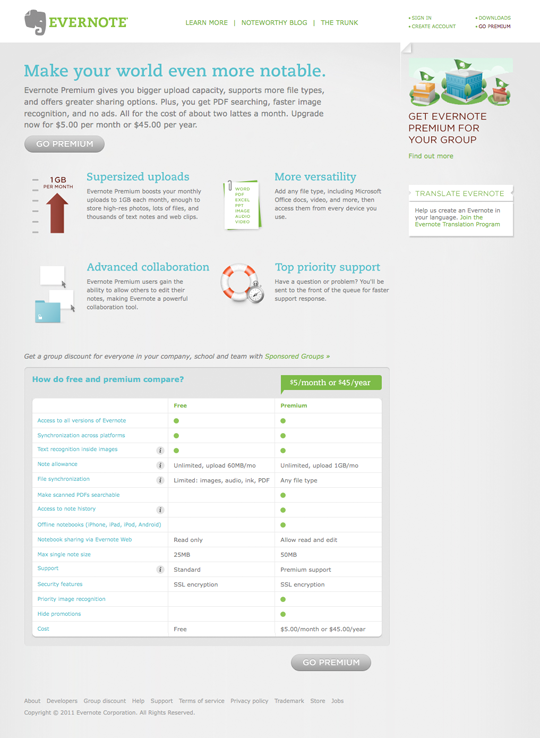 EVERNOTE
LEARN MORE | NOTEWORTHY BLOG | THE TRUNK
• SIGN IN
• DOWNLOADS
• CREATE ACCOUNT
• GO PREMIUM
Make your world even more notable.
Evernote Premium gives you bigger upload capacity, supports more file types,
and offers greater sharing options. Plus, you get PDF searching, faster image
recognition, and no ads. All for the cost of about two lattes a month. Upgrade
now for $5.00 per month or $45.00 per year.
GO PREMIUM
GET EVERNOTE
PREMIUM FOR
YOUR GROUP
Find out more
TRANSLATE EVERNOTE
Help us create an Evernote in
your language. Join the
Evernote Translation Program
1GB
PER MONTH
Supersized uploads
Evernote Premium boosts your monthly
uploads to 1GB each month, enough to
store high-res photos, lots of files, and
thousands of text notes and web clips.
WORD
PDF
EXCEL
PPT
IMAGE
AUDIO
VIDEO
More versatility
Add any file type, including Microsoft
Office docs, video, and more, then
access them from every device you
use.
Advanced collaboration
Evernote Premium users gain the
ability to allow others to edit their
notes, making Evernote a powerful
collaboration tool.
Top priority support
Have a question or problem? You'll be
sent to the front of the queue for faster
support response.
Get a group discount for everyone in your company, school and team with Sponsored Groups »
How do free and premium compare?
$5/month or $45/year
Free Premium
Access to all versions of Evernote
Synchronization across platforms
Text recognition inside images i
Note allowance i Unlimited, upload 60MB/mo Unlimited, upload 1GB/mo
File synchronization i Limited: images, audio, ink, PDF Any file type
Make scanned PDFs searchable
Access to note history i
Offline notebooks (iPhone, iPad, iPod, Android)
Notebook sharing via Evernote Web Read only Allow read and edit
Max single note size 25MB 50MB
Support i Standard Premium support
Security features SSL encryption SSL encryption
Priority image recognition
Hide promotions
Cost Free $5.00/month or $45.00/year
GO PREMIUM
About Developers Group discount Help Support Terms of service Privacy policy Trademark Store Jobs
Copyright © 2011 Evernote Corporation. All Rights Reserved.